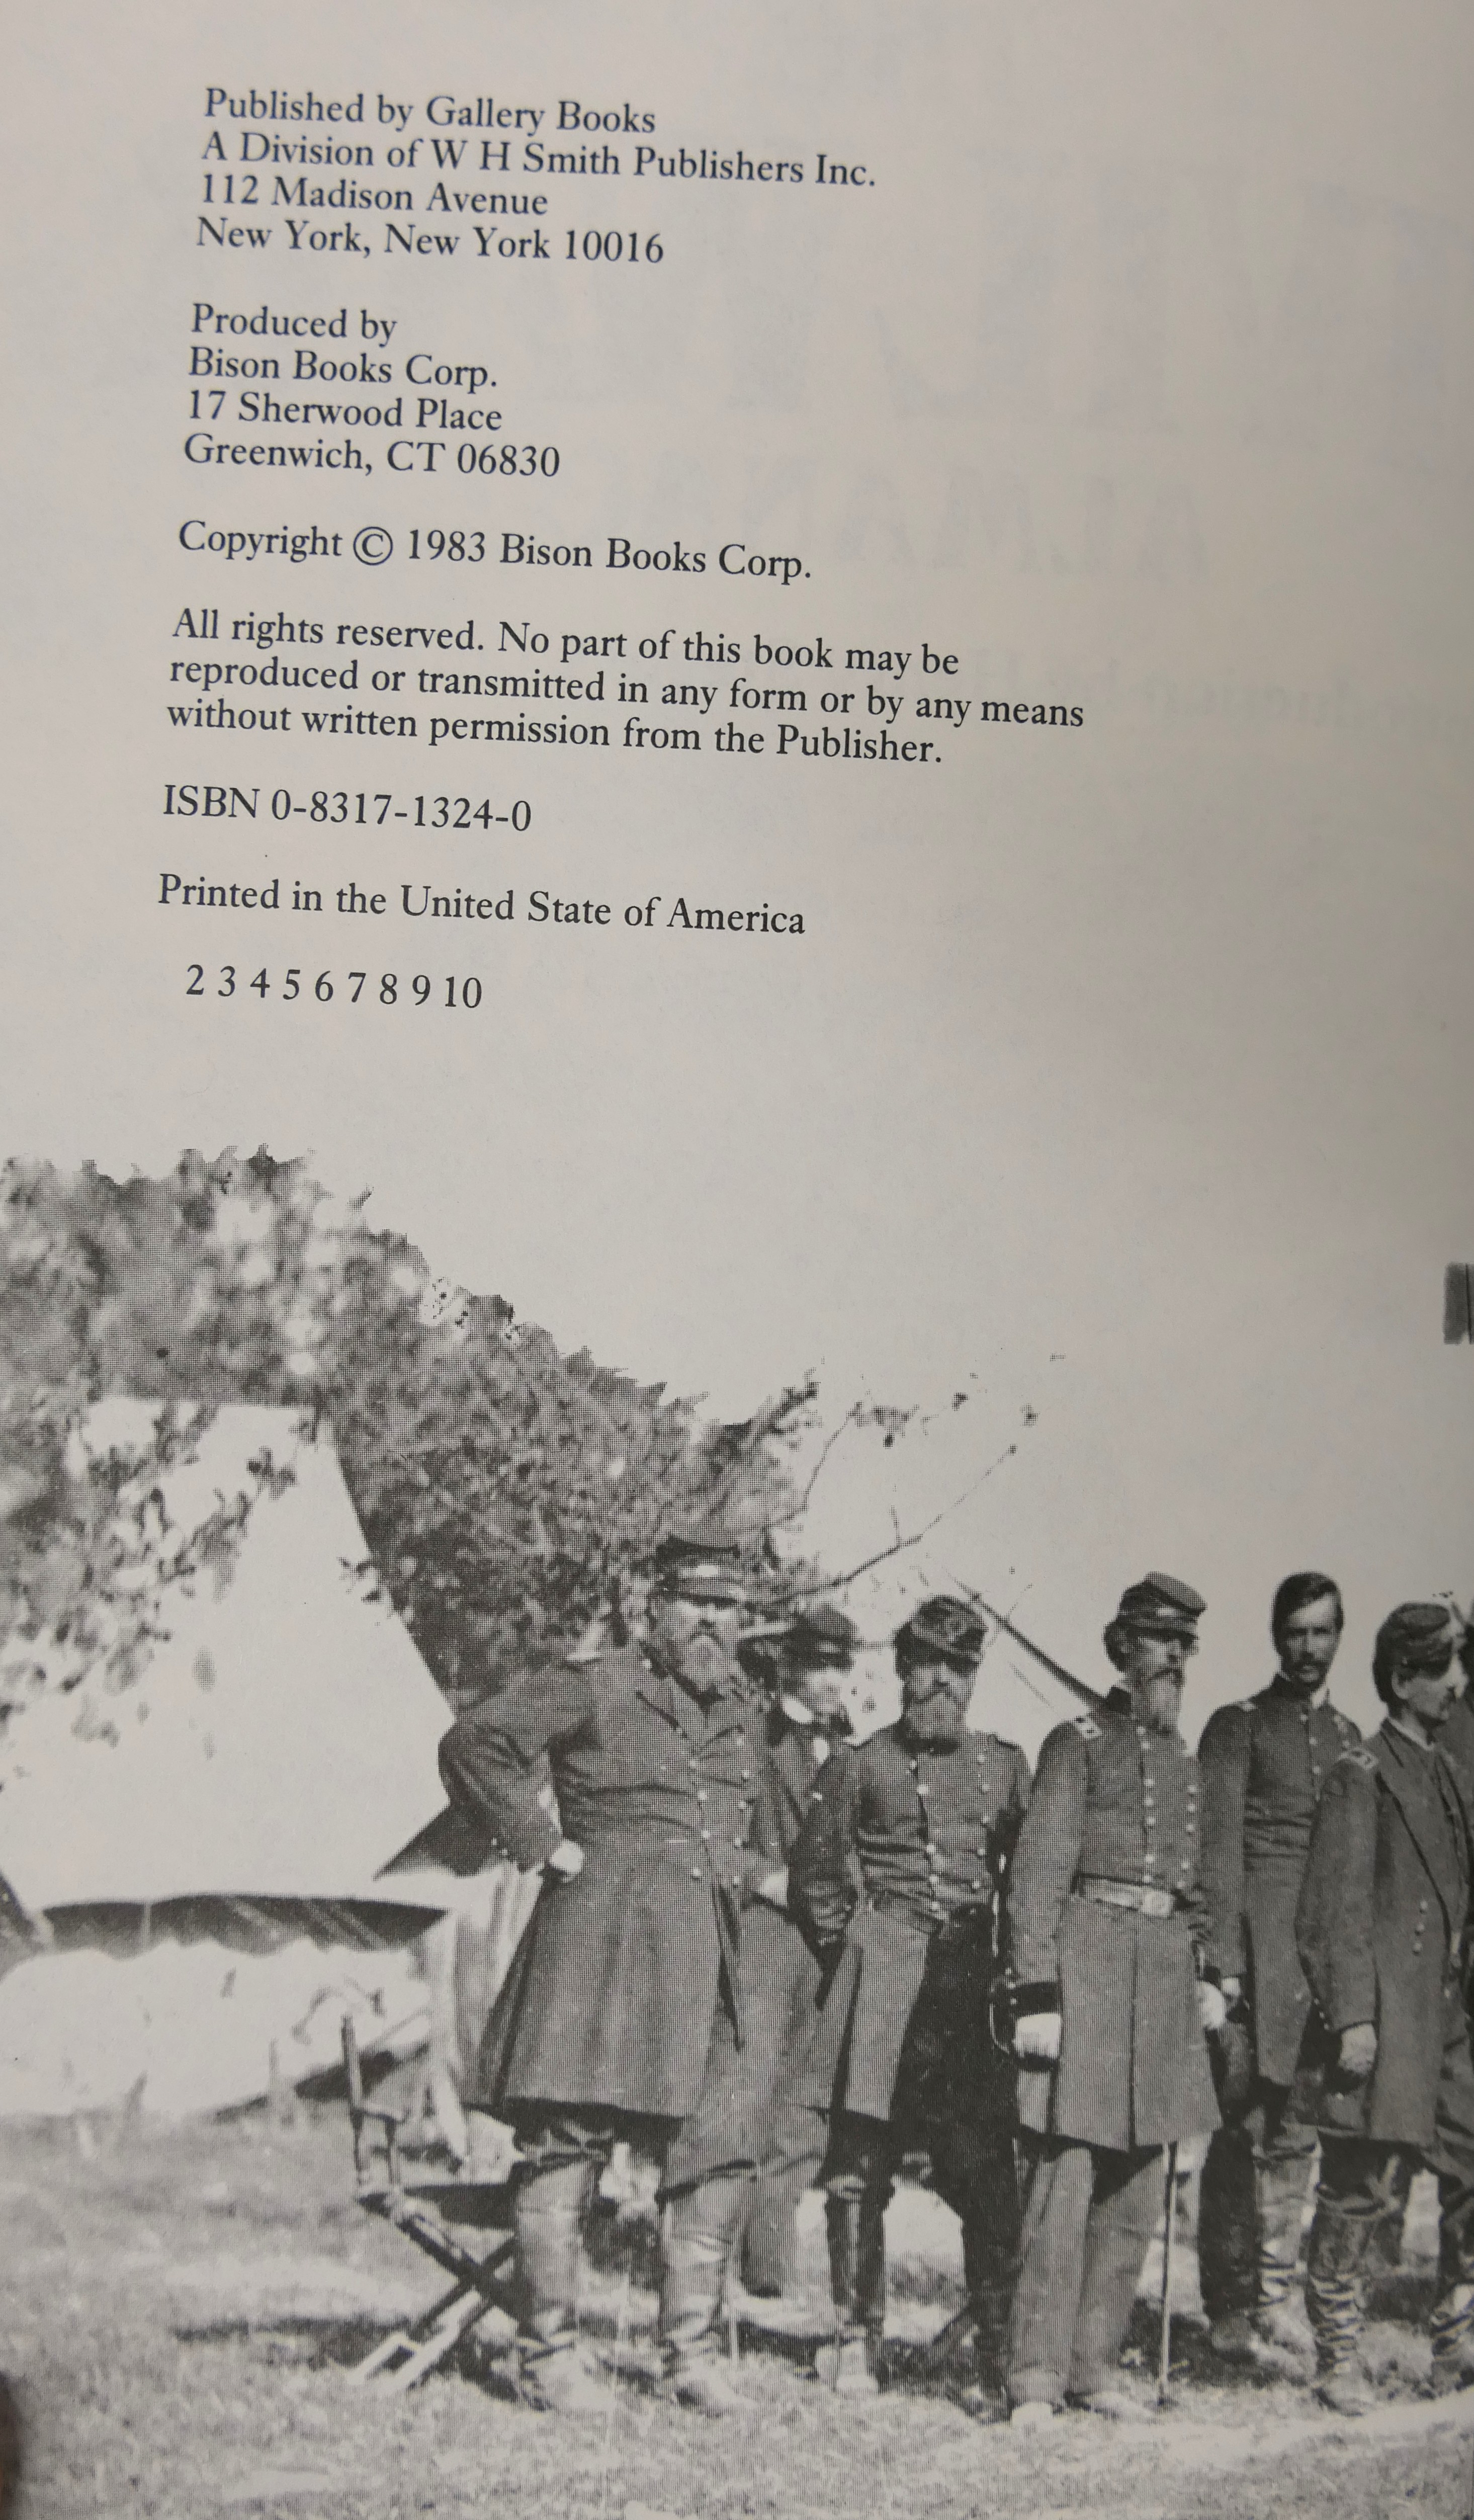 Published by Gallery Books
A Division of W H Smith Publishers Inc.
112 Madison Avenue
New York, New York 10016
Produced by
Bison Books Corp.
17 Sherwood Place
Greenwich, CT 06830
Copyright © 1983 Bison Books Corp.
All rights reserved. No part of this book may be
reproduced or transmitted in any form or by any means
without written permission from the Publisher.
ISBN 0-8317-1324-0
Printed in the United State of America
2 3 4 5 6 7 8 9 10